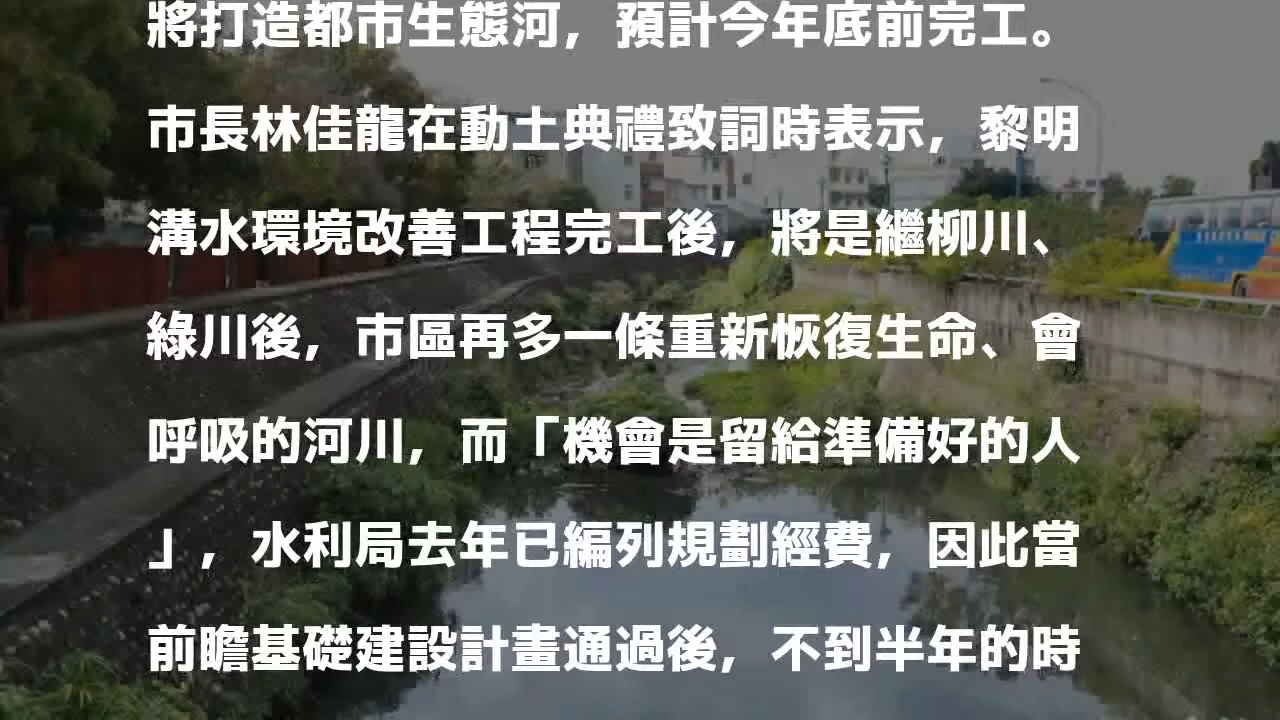 將打造都市生態河，預計今年底前完工。
市長林佳龍在動土典禮致詞時表示，黎明
溝水環境改善工程完工後，將是繼柳川、
綠川後，市區再多一條重新恢復生命、會
呼吸的河川，而「機會是留給準備好的人
」，水利局去年已編列規劃經費，因此當
前瞻基礎建設計畫通過後，不到半年的時